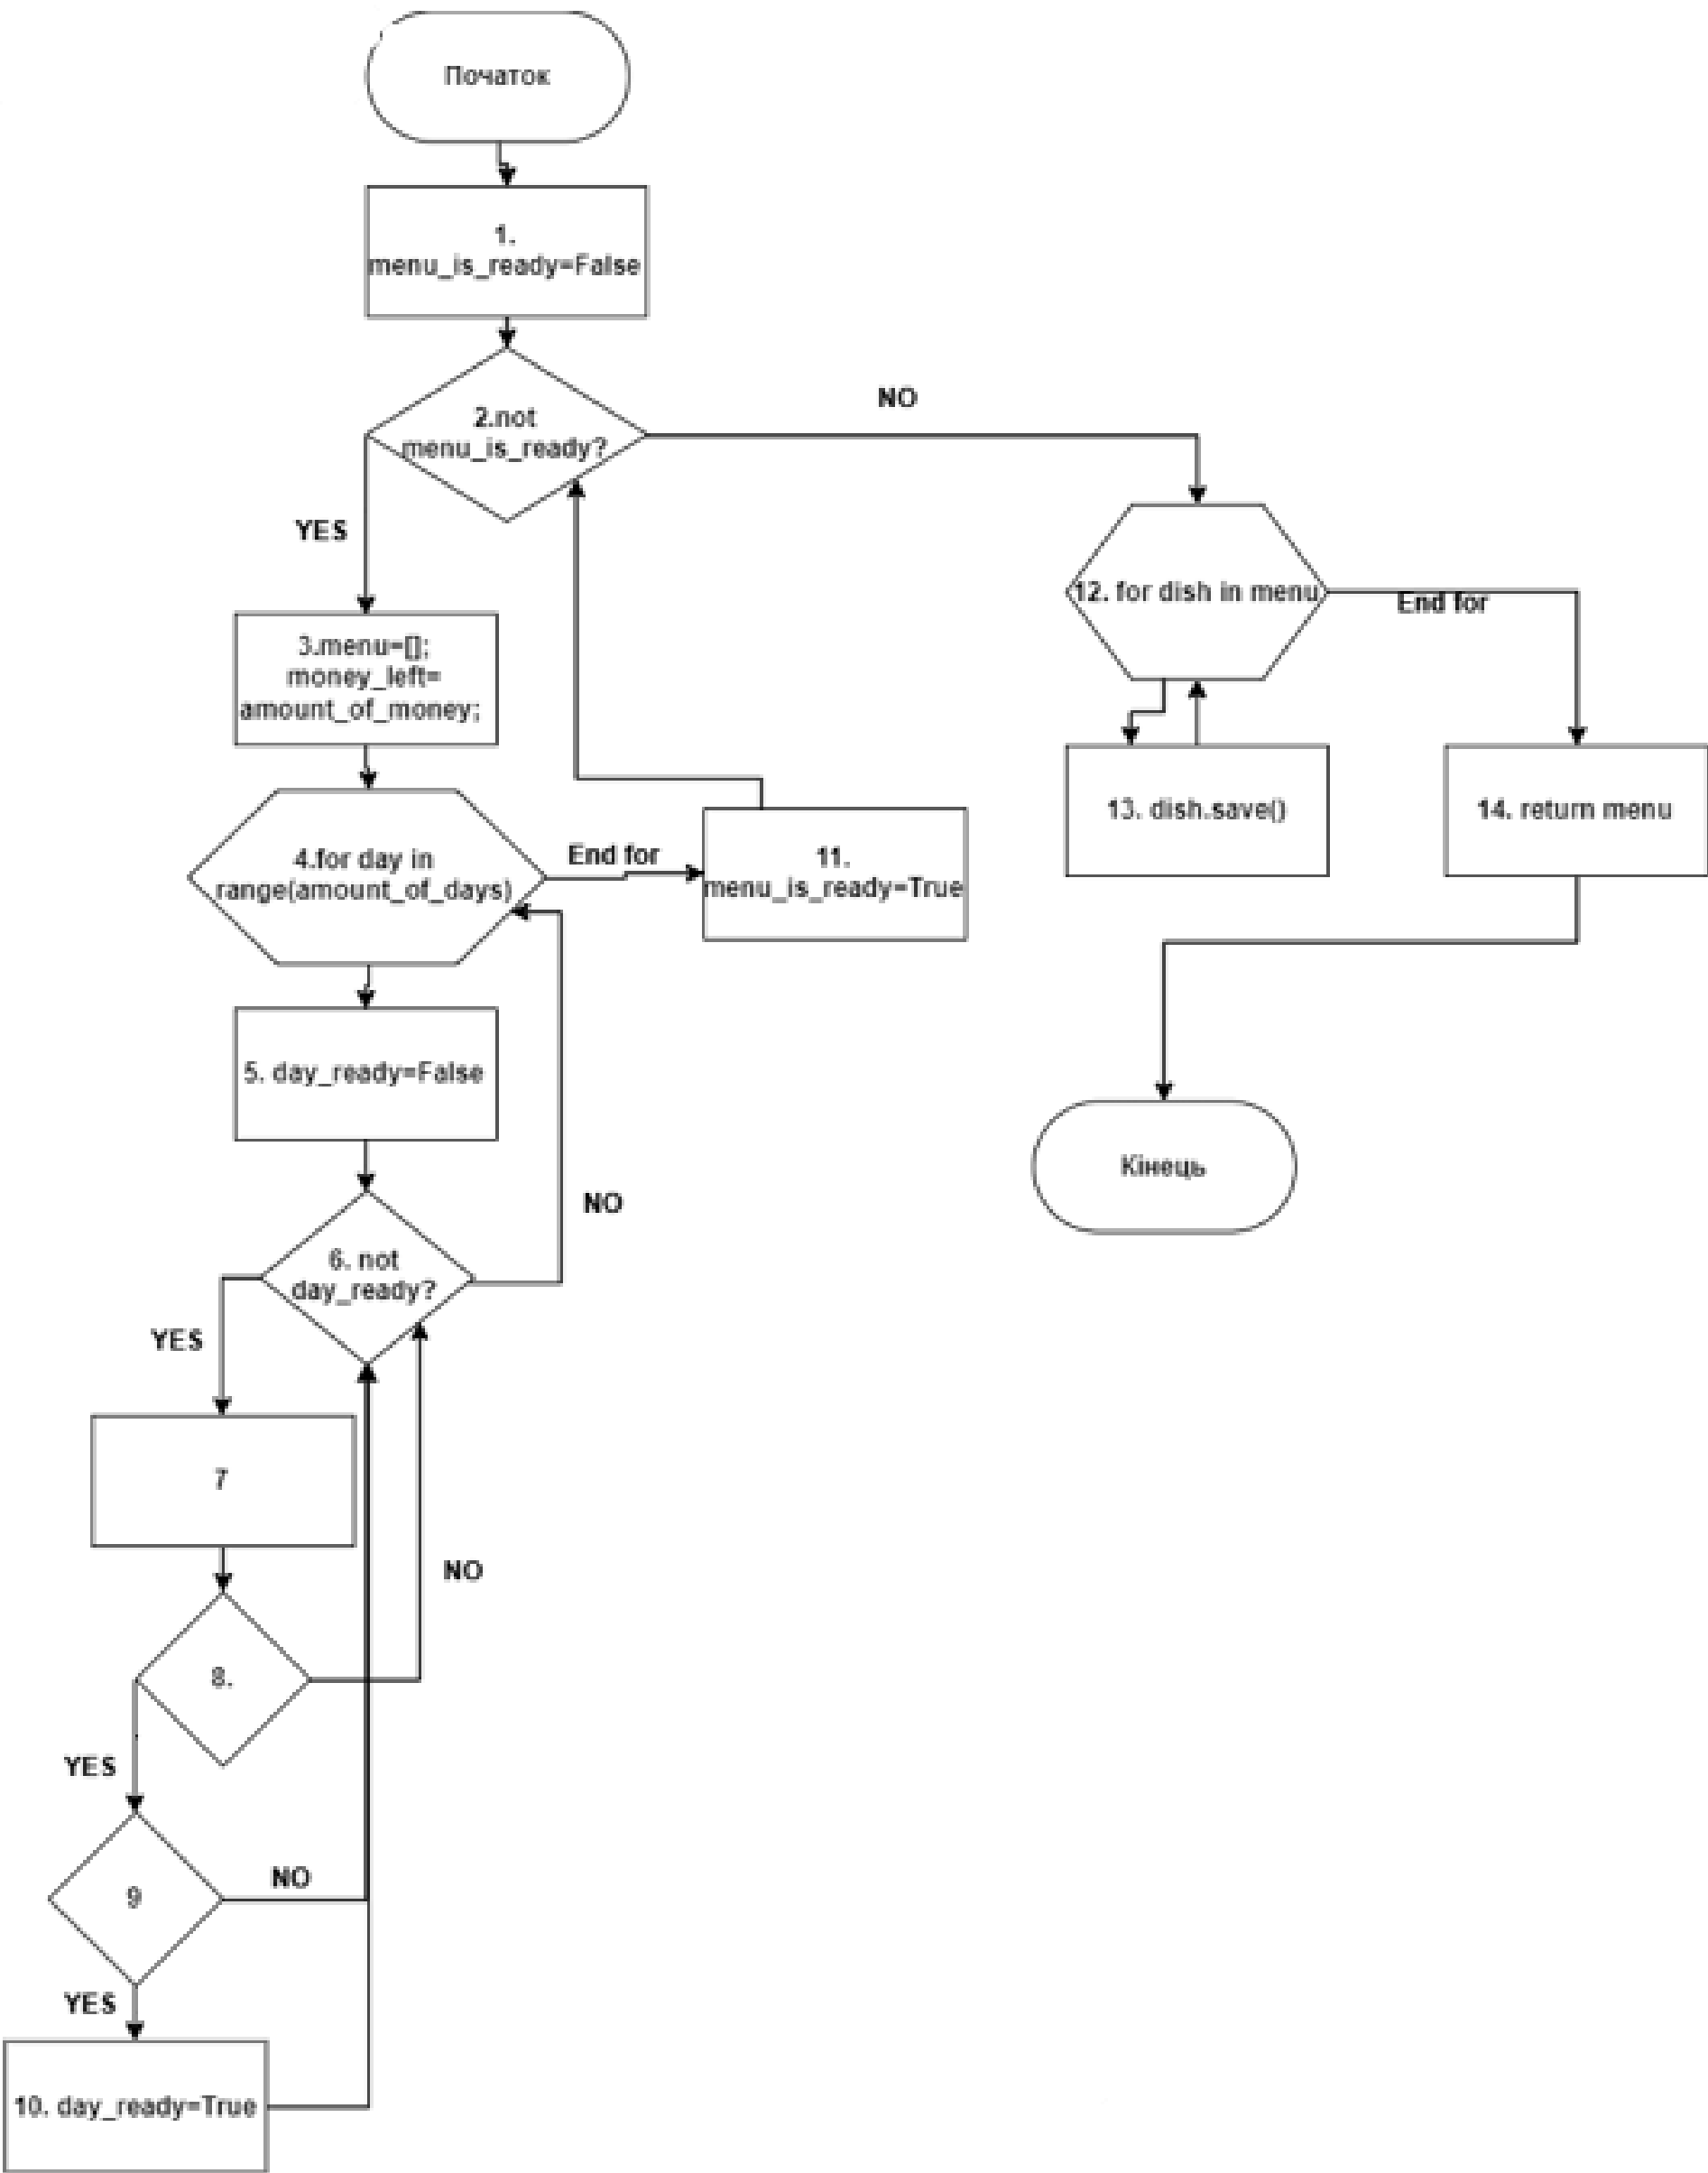 Початок
1.
menu_is_ready=False
2.not
menu_is_ready?
NO
YES
3.menu=[];
money_left=
amount_of_money;
4.for day in
range(amount_of_days)
End for
11.
menu_is_ready=True
5. day_ready=False
6. not
day_ready?
NO
YES
7
8.
NO
YES
9
NO
YES
10. day_ready=True
12. for dish in menu
End for
13. dish.save()
14. return menu
Кінець